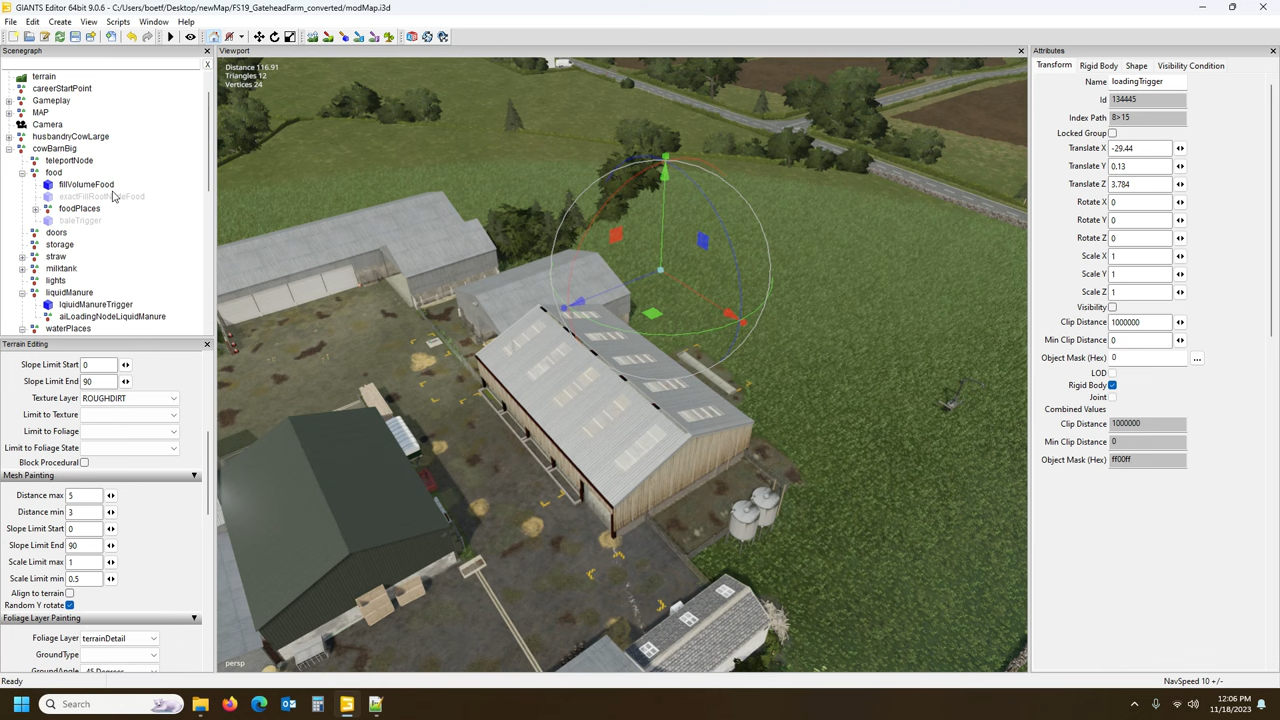 GIANTS Editor 64bit 9.0.6 - C:/Users/boetf/Desktop/newMap/FS19_GateheadFarm_converted/modMap.i3d
File Edit Create View Scripts Window Help
Scenegraph
X
terrain
careerStartPoint
Gameplay
MAP
Camera
husbandryCowLarge
cowBarnBig
teleportNode
food
fillVolumeFood
exactFillRootNodeFood
foodPlaces
baleTrigger
doors
storage
straw
milktank
lights
liquidManure
lqiuidManureTrigger
aiLoadingNodeLiquidManure
waterPlaces
Terrain Editing
Slope Limit Start 0
Slope Limit End 90
Texture Layer ROUGHDIRT
Limit to Texture
Limit to Foliage
Limit to Foliage State
Block Procedural
Mesh Painting
Distance max 5
Distance min 3
Slope Limit Start 0
Slope Limit End 90
Scale Limit max 1
Scale Limit min 0.5
Align to terrain
Random Y rotate
Foliage Layer Painting
Foliage Layer terrainDetail
GroundType
GroundAngle -45 Degrees
Viewport
Distance 116.91
Triangles 12
Vertices 24
persp
Attributes
Transform Rigid Body Shape Visibility Condition
Name loadingTrigger
Id 134445
Index Path 8>15
Locked Group
Translate X -29.44
Translate Y 0.13
Translate Z 3.784
Rotate X 0
Rotate Y 0
Rotate Z 0
Scale X 1
Scale Y 1
Scale Z 1
Visibility
Clip Distance 1000000
Min Clip Distance 0
Object Mask (Hex) 0 ...
LOD
Rigid Body
Joint
Combined Values
Clip Distance 1000000
Min Clip Distance 0
Object Mask (Hex) ff00ff
Ready
NavSpeed 10 +/-
Search
12:06 PM
11/18/2023